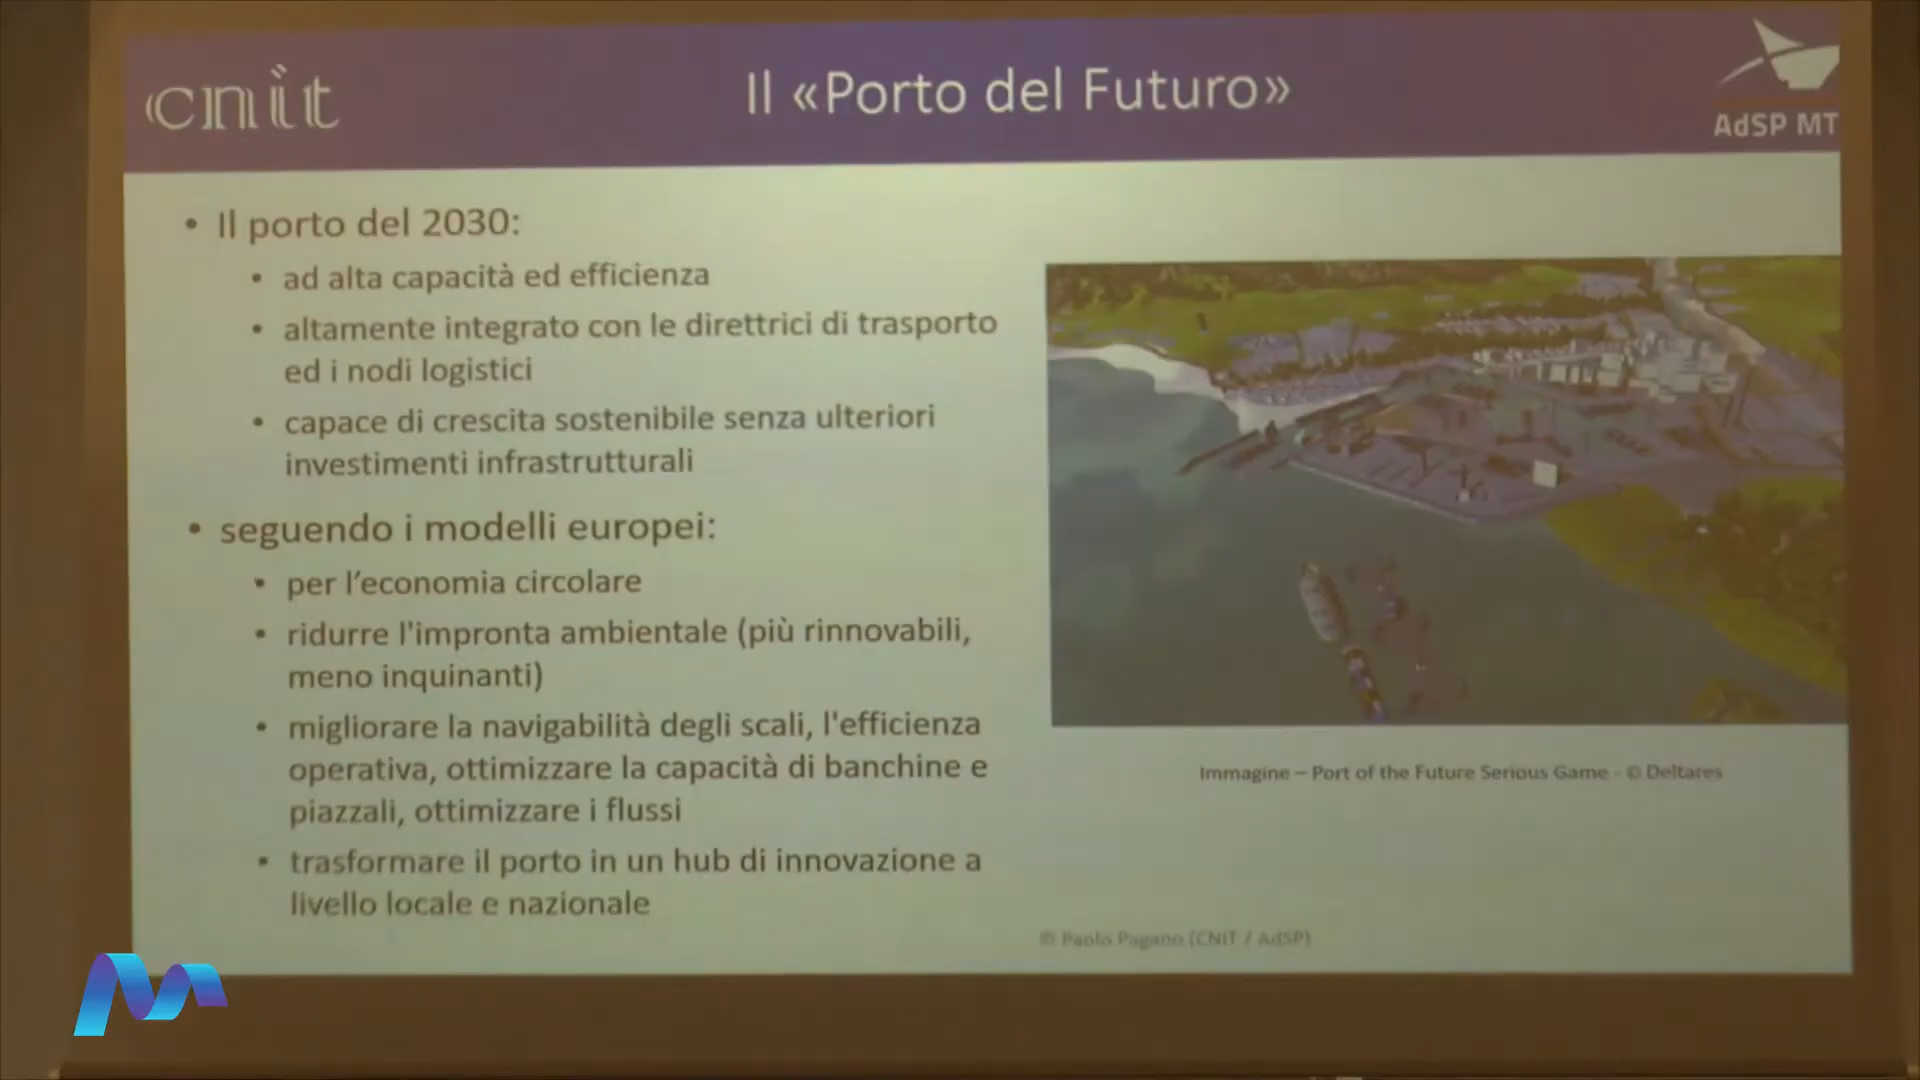 cnit
Il «Porto del Futuro»
AdSP MT
• Il porto del 2030:
• ad alta capacità ed efficienza
• altamente integrato con le direttrici di trasporto
ed i nodi logistici
• capace di crescita sostenibile senza ulteriori
investimenti infrastrutturali
• seguendo i modelli europei:
• per l’economia circolare
• ridurre l'impronta ambientale (più rinnovabili,
meno inquinanti)
• migliorare la navigabilità degli scali, l'efficienza
operativa, ottimizzare la capacità di banchine e
piazzali, ottimizzare i flussi
• trasformare il porto in un hub di innovazione a
livello locale e nazionale
Immagine – Port of the Future Serious Game - © Deltares
© Paolo Pagano (CNIT / AdSP)